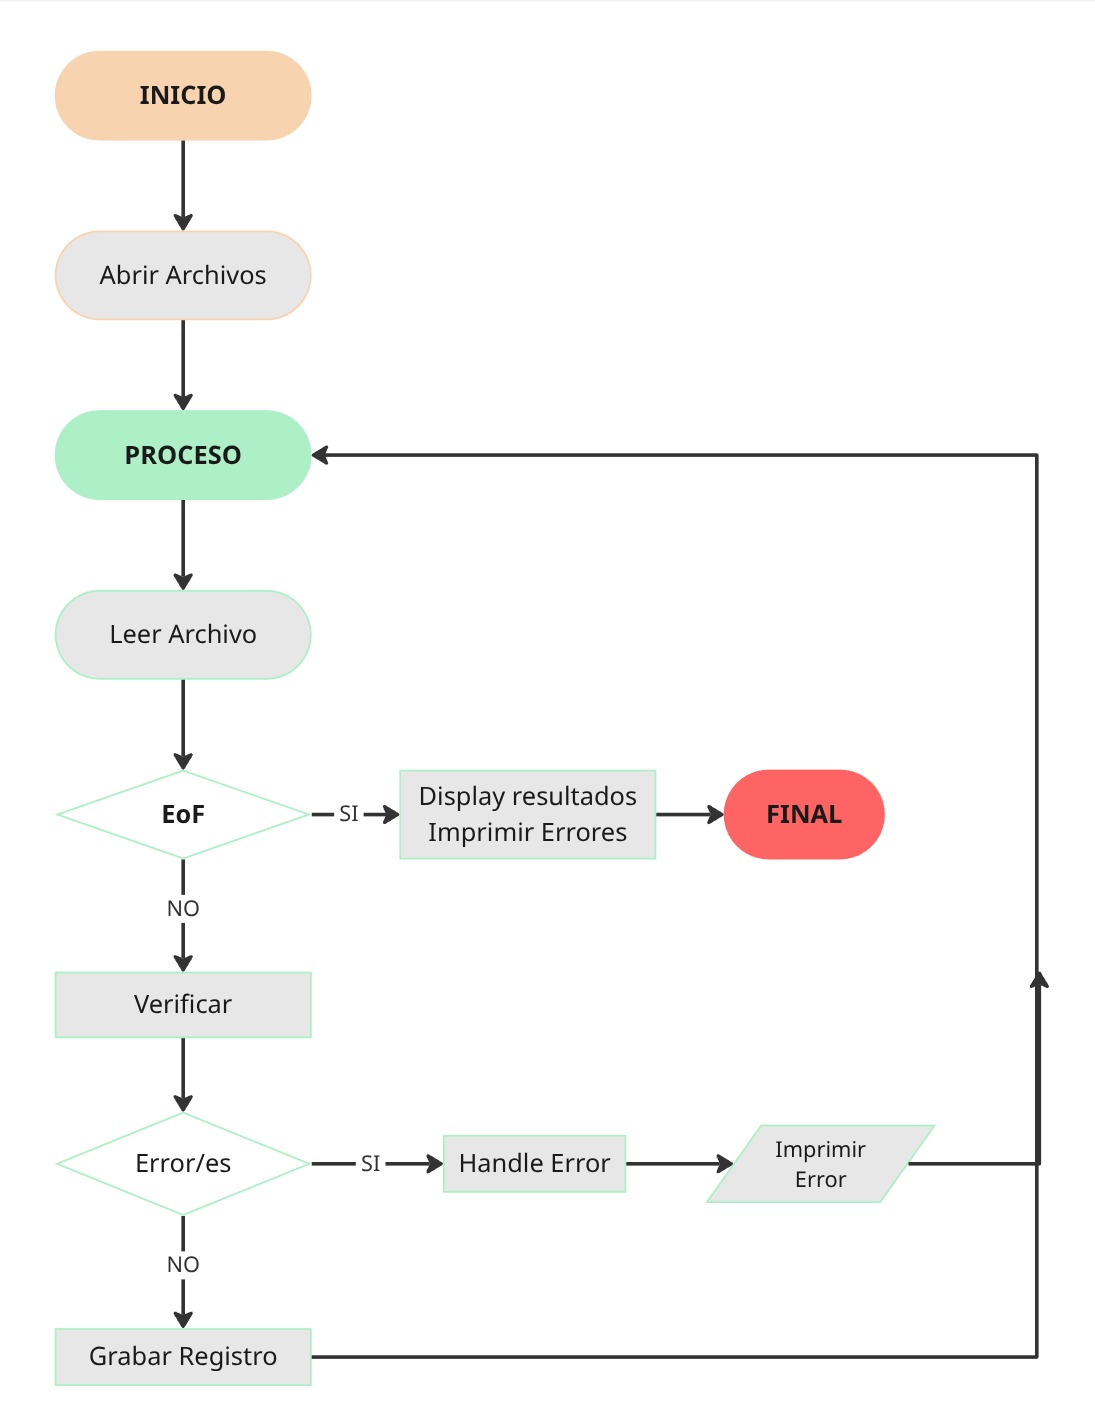 INICIO
Abrir Archivos
PROCESO
Leer Archivo
EoF
SI
Display resultados
Imprimir Errores
FINAL
NO
Verificar
Error/es
SI
Handle Error
Imprimir
Error
NO
Grabar Registro